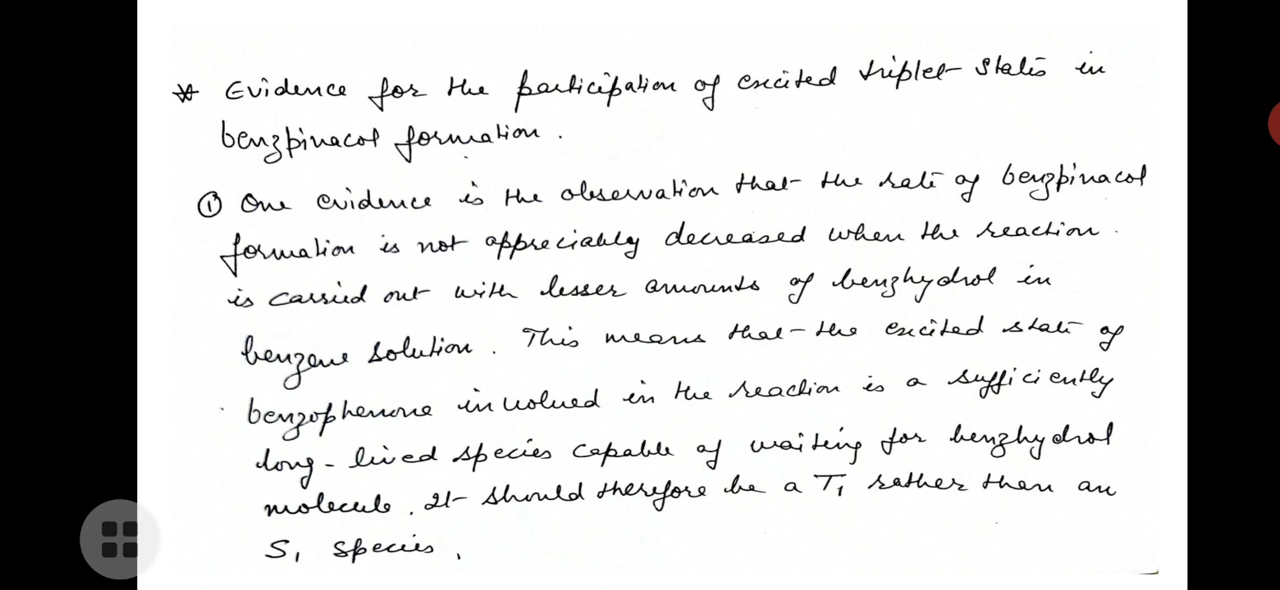 * Evidence for the participation of excited triplet states in
benzpinacol formation.
① One evidence is the observation that the rate of benzpinacol
formation is not appreciably decreased when the reaction
is carried out with lesser amounts of benzhydrol in
benzene solution. This means that the excited state of
benzophenone involved in the reaction is a sufficiently
long-lived species capable of waiting for benzhydrol
molecule. It should therefore be a T₁ rather than an
S₁ species.